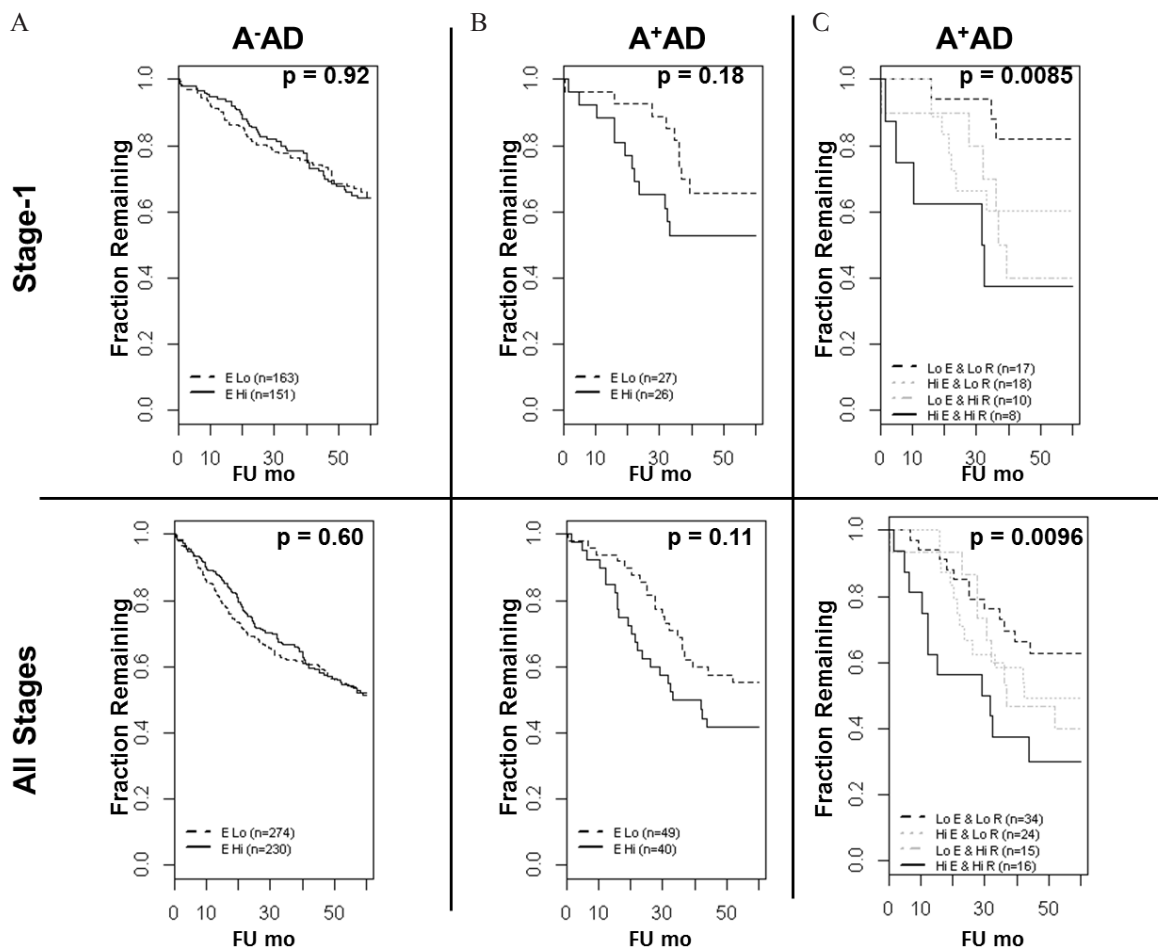 A
B
C
A-AD
A+AD
A+AD
Stage-1
Fraction Remaining
0.0 0.2 0.4 0.6 0.8 1.0
p = 0.92
E Lo (n=163)
E Hi (n=151)
0 10 30 50
FU mo
Fraction Remaining
0.0 0.2 0.4 0.6 0.8 1.0
p = 0.18
E Lo (n=27)
E Hi (n=26)
0 10 30 50
FU mo
Fraction Remaining
0.0 0.2 0.4 0.6 0.8 1.0
p = 0.0085
Lo E & Lo R (n=17)
Hi E & Lo R (n=18)
Lo E & Hi R (n=10)
Hi E & Hi R (n=8)
0 10 30 50
FU mo
All Stages
Fraction Remaining
0.0 0.2 0.4 0.6 0.8 1.0
p = 0.60
E Lo (n=274)
E Hi (n=230)
0 10 30 50
FU mo
Fraction Remaining
0.0 0.2 0.4 0.6 0.8 1.0
p = 0.11
E Lo (n=49)
E Hi (n=40)
0 10 30 50
FU mo
Fraction Remaining
0.0 0.2 0.4 0.6 0.8 1.0
p = 0.0096
Lo E & Lo R (n=34)
Hi E & Lo R (n=24)
Lo E & Hi R (n=15)
Hi E & Hi R (n=16)
0 10 30 50
FU mo